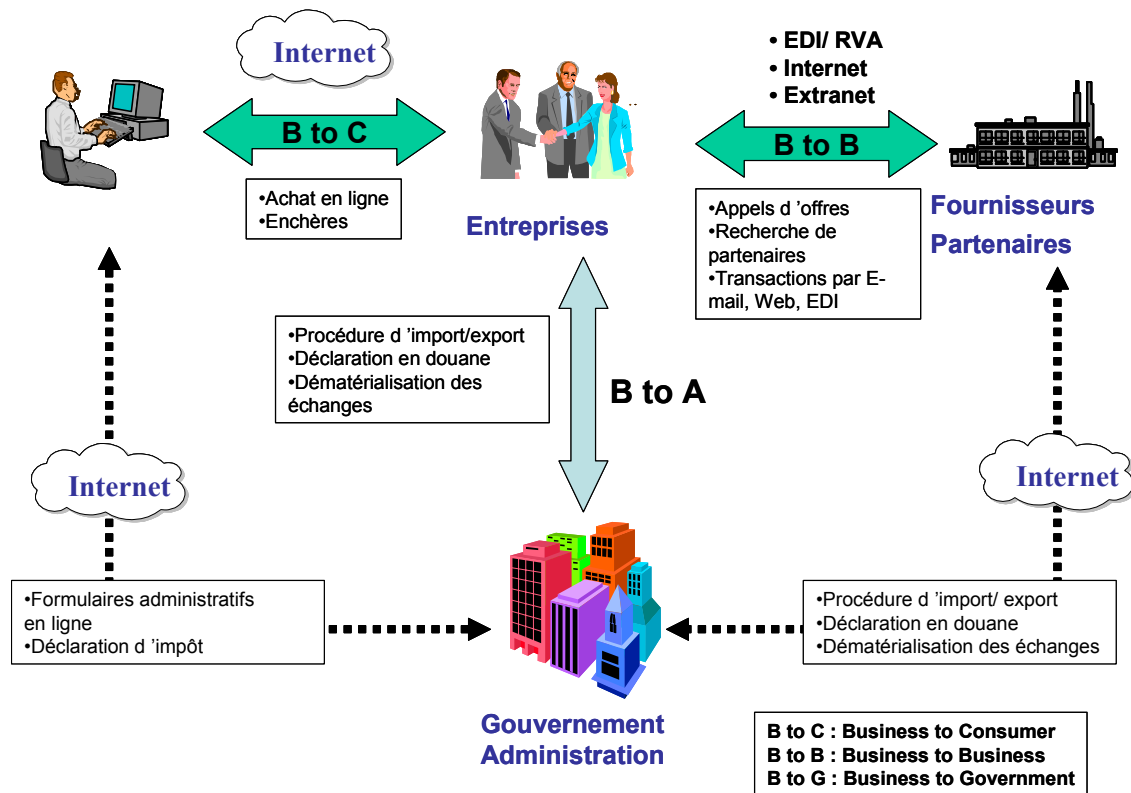 Internet
• EDI/ RVA
• Internet
• Extranet
B to C
B to B
•Achat en ligne
•Enchères
Entreprises
•Appels d ’offres
•Recherche de
partenaires
•Transactions par E-
mail, Web, EDI
Fournisseurs
Partenaires
•Procédure d ’import/export
•Déclaration en douane
•Dématérialisation des
échanges
B to A
Internet
Internet
•Formulaires administratifs
en ligne
•Déclaration d ’impôt
•Procédure d ’import/ export
•Déclaration en douane
•Dématérialisation des échanges
Gouvernement
Administration
B to C : Business to Consumer
B to B : Business to Business
B to G : Business to Government